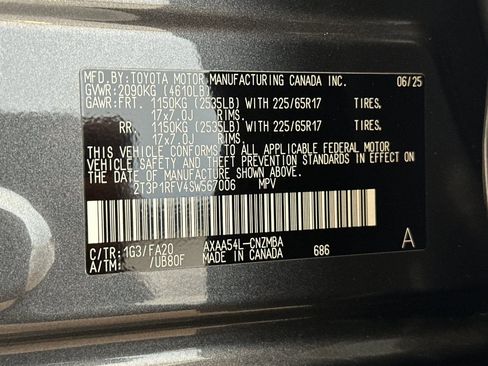 MFD.BY:TOYOTA MOTOR MANUFACTURING CANADA INC. 06/25
GVWR:2090KG (4610LB)
GAWR:FRT. 1150KG (2535LB) WITH 225/65R17 TIRES,
17x7.0J RIMS.
RR 1150KG (2535LB) WITH 225/65R17 TIRES,
17x7.0J RIMS.
THIS VEHICLE CONFORMS TO ALL APPLICABLE FEDERAL MOTOR
VEHICLE SAFETY AND THEFT PREVENTION STANDARDS IN EFFECT ON
THE DATE OF MANUFACTURE SHOWN ABOVE.
2T3P1RFV4SW567006 MPV
C/TR:1G3/FA20 AXAA54L-CNZMBA
A/TM: /UB80F MADE IN CANADA 686 A